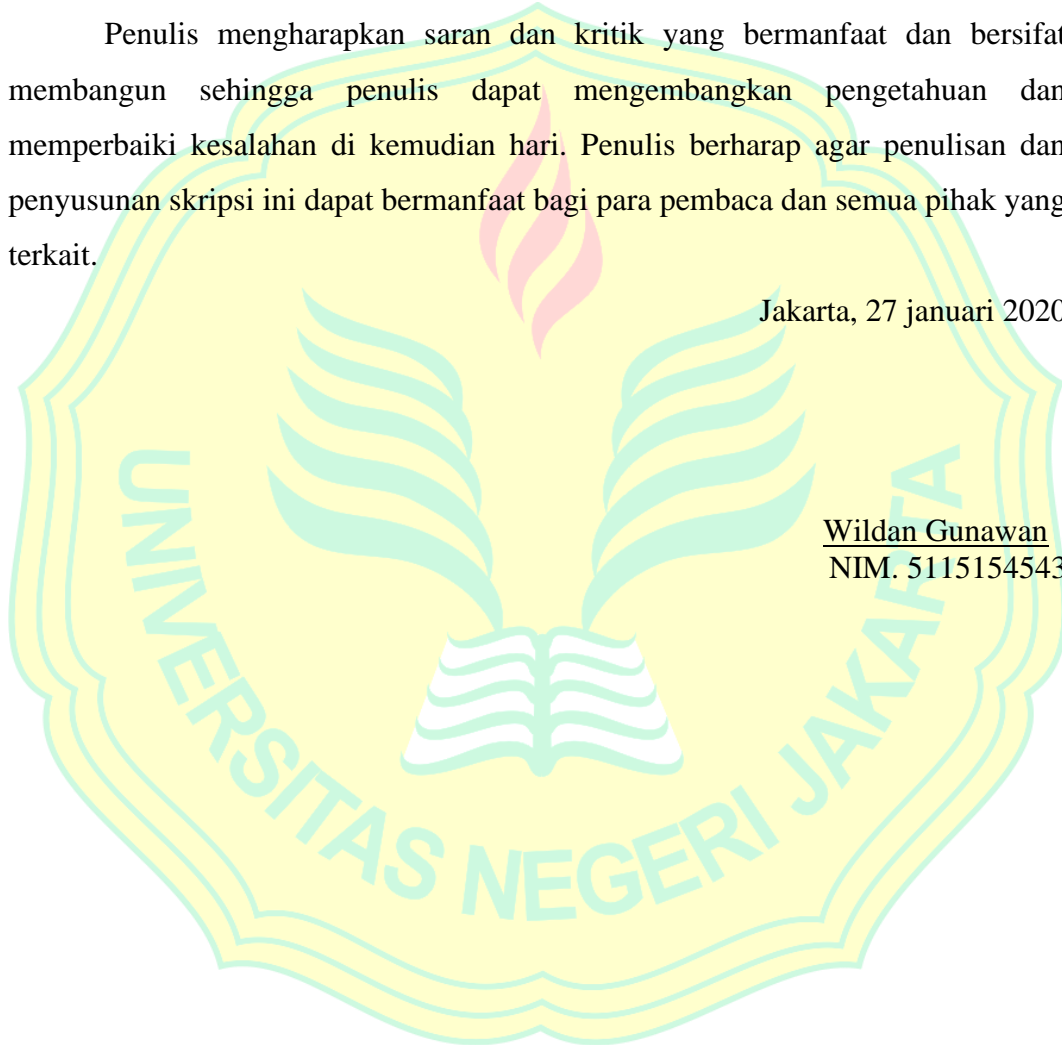 Penulis mengharapkan saran dan kritik yang bermanfaat dan bersifat
membangun sehingga penulis dapat mengembangkan pengetahuan dan
memperbaiki kesalahan di kemudian hari. Penulis berharap agar penulisan dan
penyusunan skripsi ini dapat bermanfaat bagi para pembaca dan semua pihak yang
terkait.
Jakarta, 27 januari 2020
Wildan Gunawan
NIM. 5115154543
UNIVERSITAS NEGERI JAKARTA